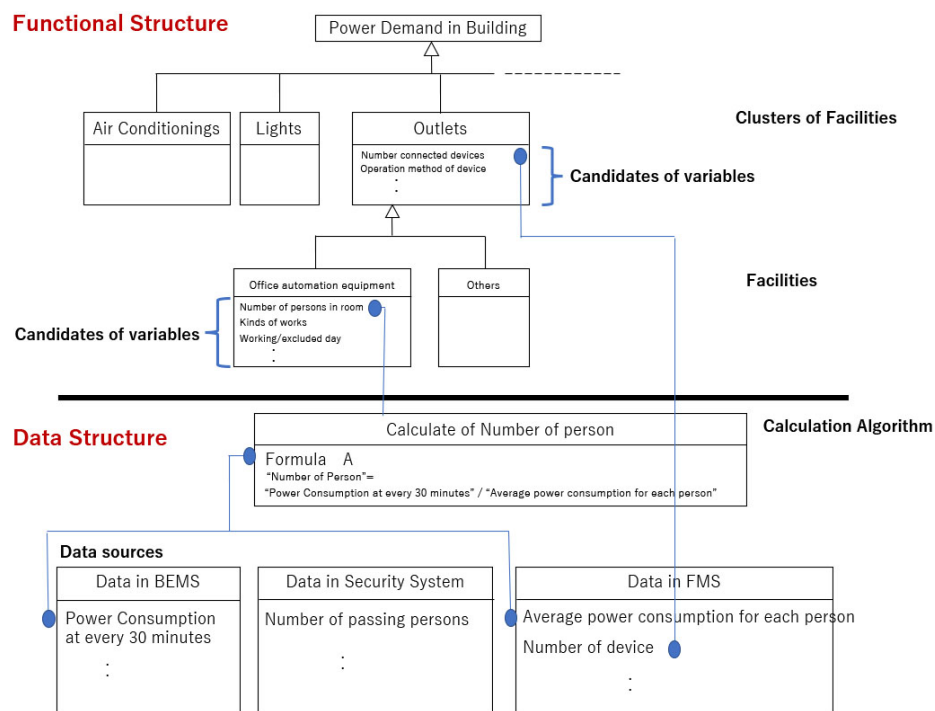 Functional Structure
Power Demand in Building
Air Conditionings
Lights
Outlets
Clusters of Facilities
Number connected devices
Operation method of device
:
Candidates of variables
Office automation equipment
Others
Facilities
Number of persons in room
Kinds of works
Working/excluded day
:
Candidates of variables
Data Structure
Calculate of Number of person
Calculation Algorithm
Formula A
“Number of Person”=
“Power Consumption at every 30 minutes” / “Average power consumption for each person”
Data sources
Data in BEMS
Data in Security System
Data in FMS
Power Consumption
at every 30 minutes
:
Number of passing persons
:
Average power consumption for each person
Number of device
: